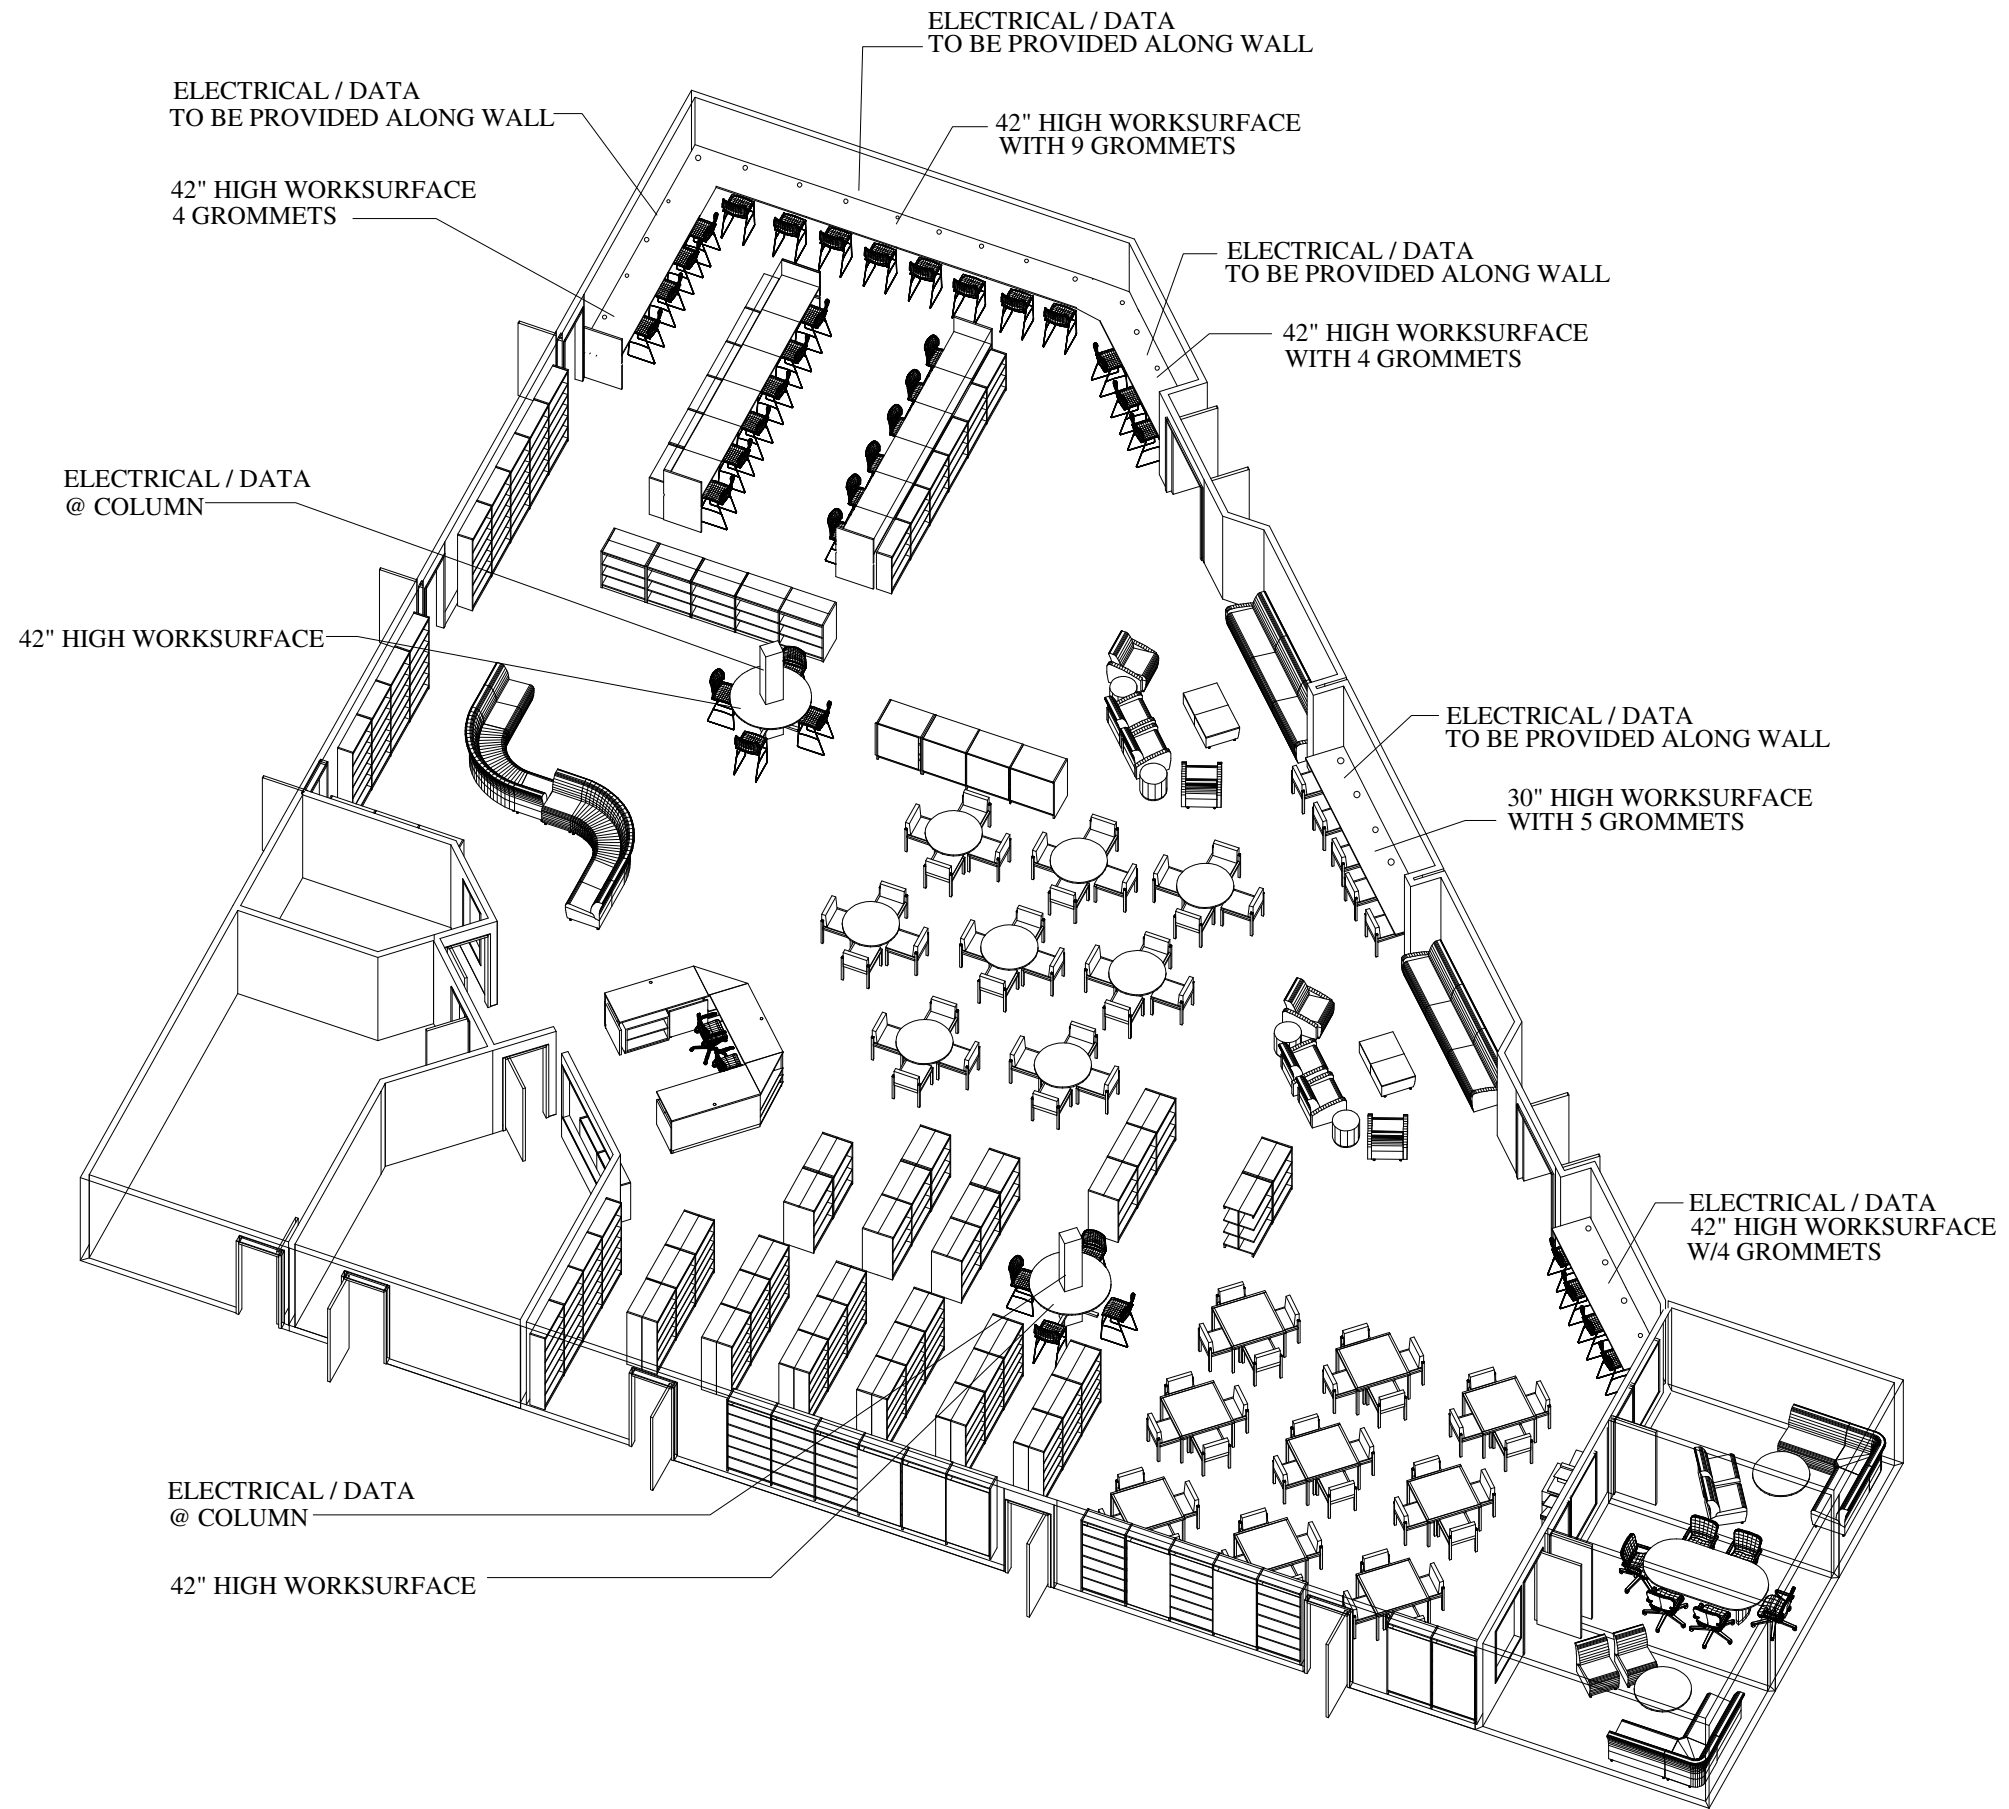 ELECTRICAL / DATA
TO BE PROVIDED ALONG WALL
ELECTRICAL / DATA
TO BE PROVIDED ALONG WALL
42" HIGH WORKSURFACE
WITH 9 GROMMETS
42" HIGH WORKSURFACE
4 GROMMETS
ELECTRICAL / DATA
TO BE PROVIDED ALONG WALL
42" HIGH WORKSURFACE
WITH 4 GROMMETS
ELECTRICAL / DATA
@ COLUMN
42" HIGH WORKSURFACE
ELECTRICAL / DATA
TO BE PROVIDED ALONG WALL
30" HIGH WORKSURFACE
WITH 5 GROMMETS
ELECTRICAL / DATA
42" HIGH WORKSURFACE
W/4 GROMMETS
ELECTRICAL / DATA
@ COLUMN
42" HIGH WORKSURFACE